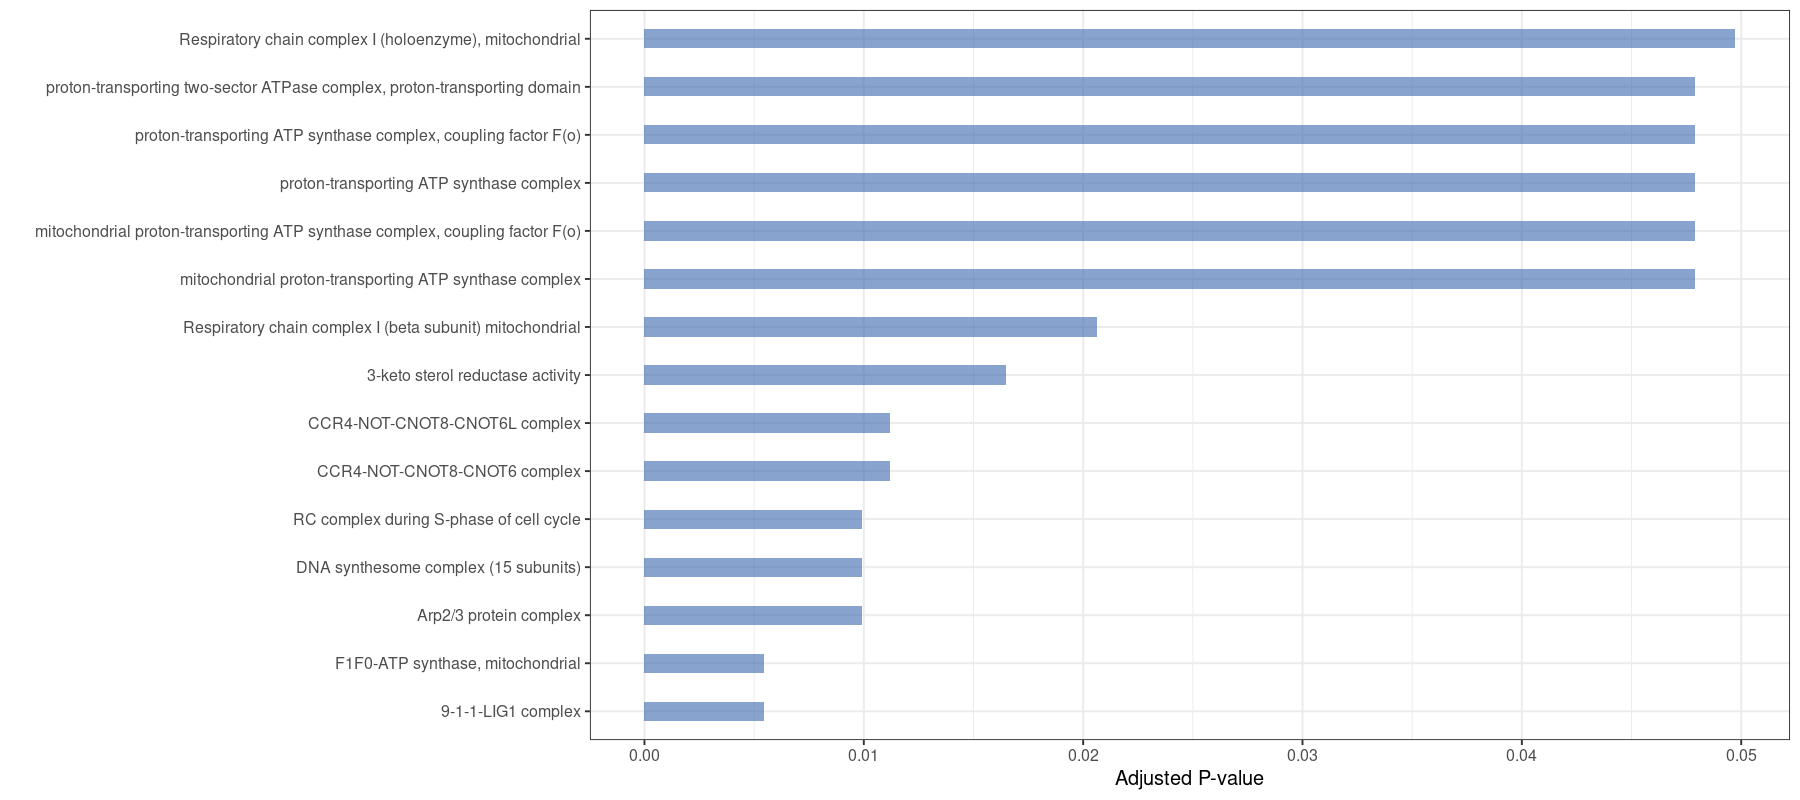 Respiratory chain complex I (holoenzyme), mitochondrial
proton-transporting two-sector ATPase complex, proton-transporting domain
proton-transporting ATP synthase complex, coupling factor F(o)
proton-transporting ATP synthase complex
mitochondrial proton-transporting ATP synthase complex, coupling factor F(o)
mitochondrial proton-transporting ATP synthase complex
Respiratory chain complex I (beta subunit) mitochondrial
3-keto sterol reductase activity
CCR4-NOT-CNOT8-CNOT6L complex
CCR4-NOT-CNOT8-CNOT6 complex
RC complex during S-phase of cell cycle
DNA synthesome complex (15 subunits)
Arp2/3 protein complex
F1F0-ATP synthase, mitochondrial
9-1-1-LIG1 complex
0.00 0.01 0.02 0.03 0.04 0.05
Adjusted P-value